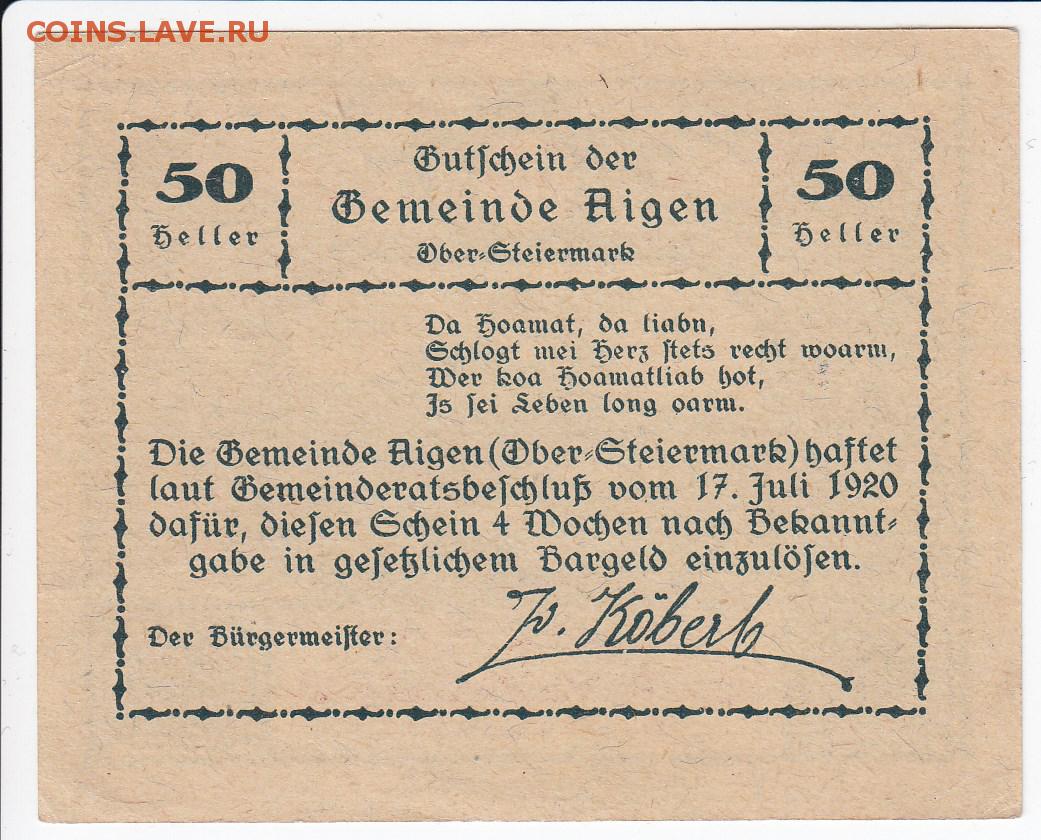 COINS.LAVE.RU
50
Heller
Gutschein der
Gemeinde Aigen
Ober-Steiermark
50
Heller
Da Hoamat, da liabn,
Schlogt mei Herz stets recht woarm,
Wer koa Hoamatliab hot,
Is sei Leben long oarm.
Die Gemeinde Aigen (Ober-Steiermark) haftet
laut Gemeinderatsbeschluß vom 17. Juli 1920
dafür, diesen Schein 4 Wochen nach Bekannt-
gabe in gesetzlichem Bargeld einzulösen.
Der Bürgermeister:
Köberl